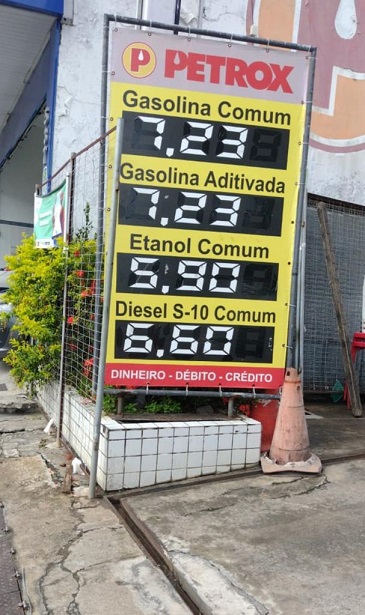 P PETROX
Gasolina Comum
7,23
Gasolina Aditivada
7,23
Etanol Comum
5,90
Diesel S-10 Comum
6,60
DINHEIRO - DÉBITO - CRÉDITO